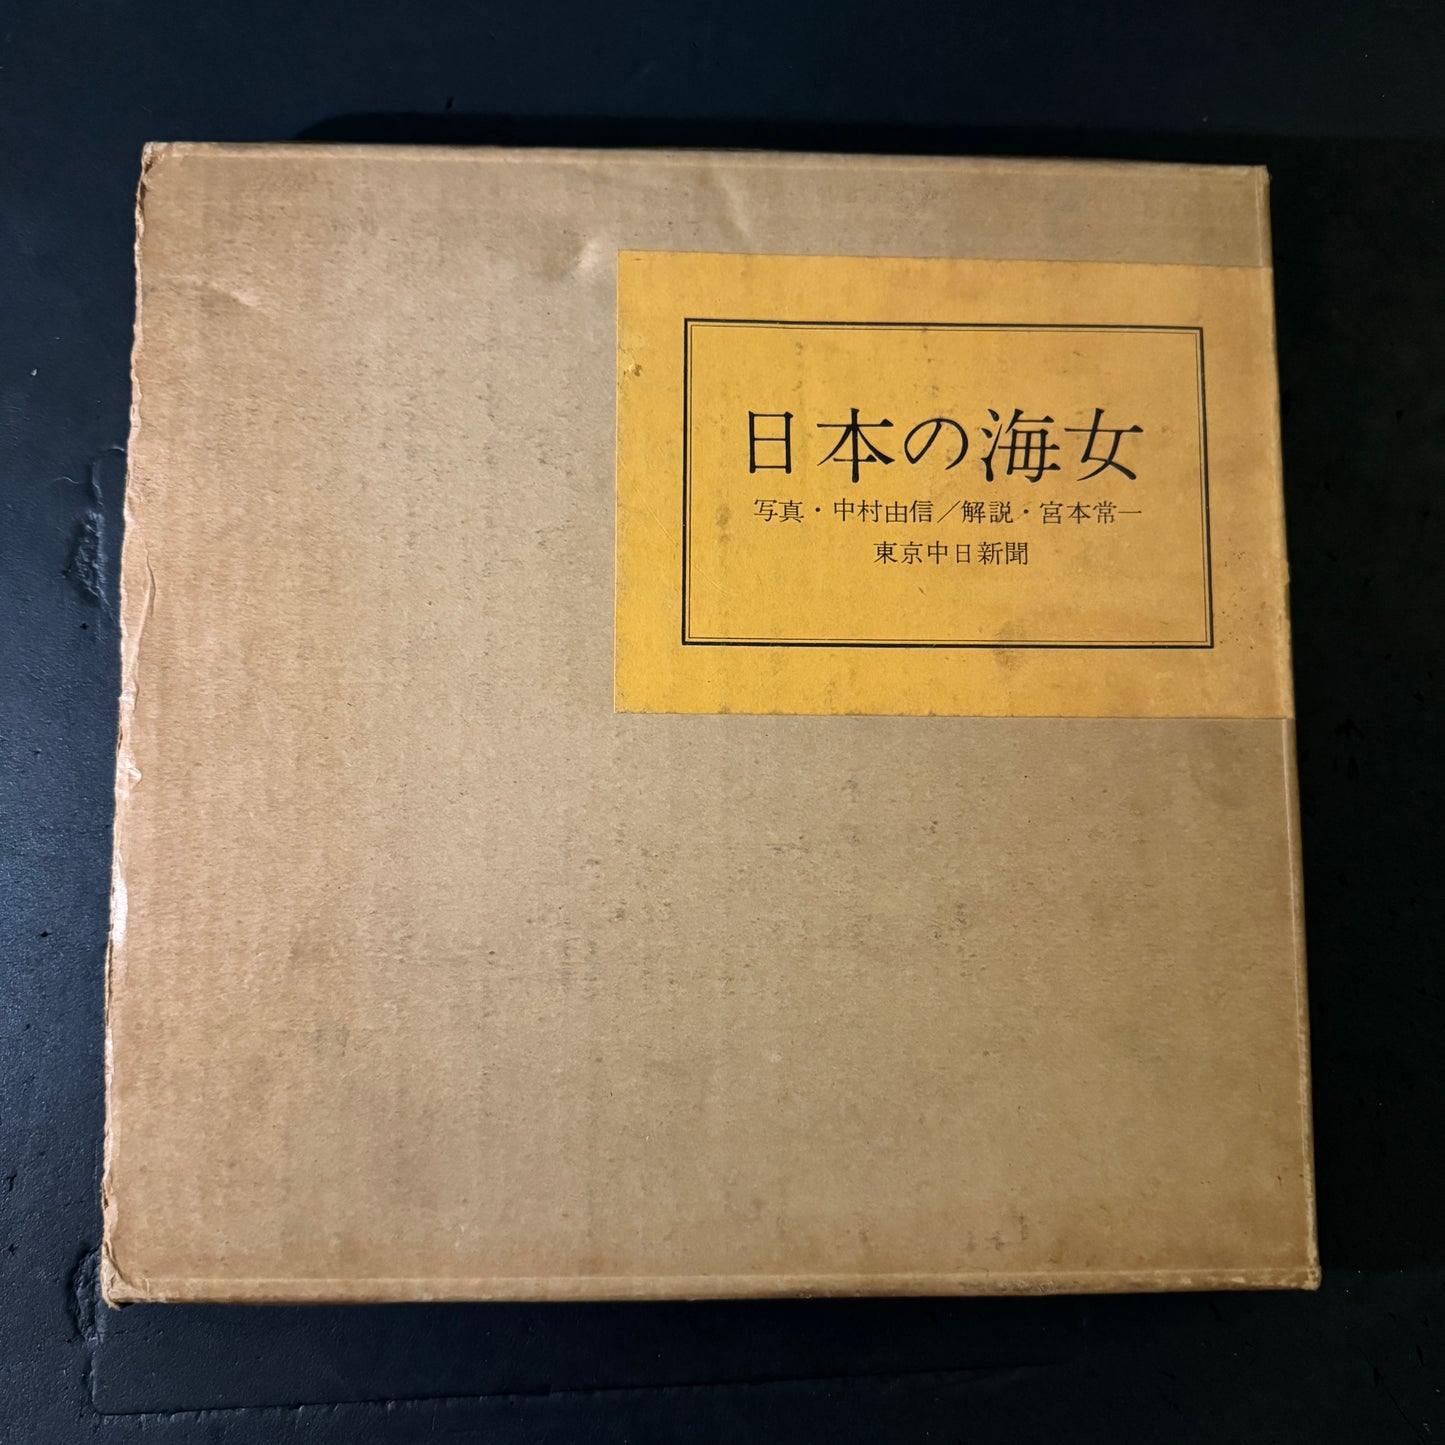 日本の海女
写真・中村由信／解説・宮本常一
東京中日新聞